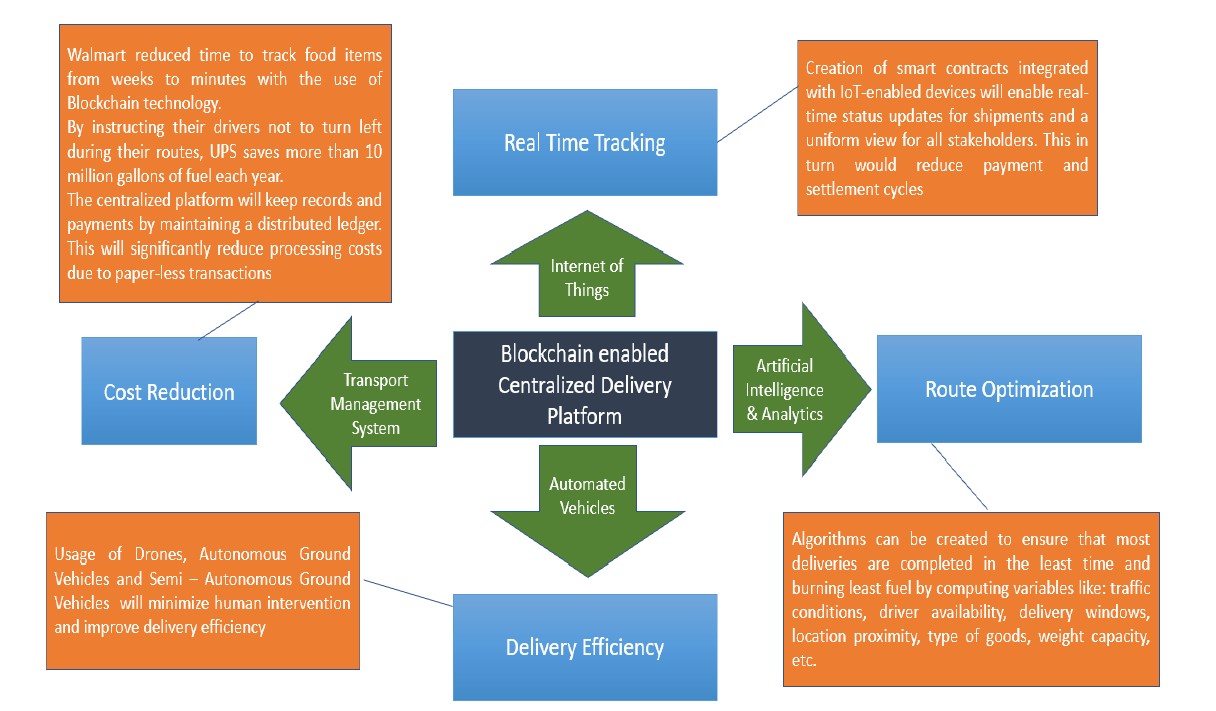 Walmart reduced time to track food items
from weeks to minutes with the use of
Blockchain technology.
By instructing their drivers not to turn left
during their routes, UPS saves more than 10
million gallons of fuel each year.
The centralized platform will keep records and
payments by maintaining a distributed ledger.
This will significantly reduce processing costs
due to paper-less transactions
Real Time Tracking
Creation of smart contracts integrated
with IoT-enabled devices will enable real-
time status updates for shipments and a
uniform view for all stakeholders. This in
turn would reduce payment and
settlement cycles
Internet of
Things
Cost Reduction
Transport
Management
System
Blockchain enabled
Centralized Delivery
Platform
Artificial
Intelligence
& Analytics
Route Optimization
Automated
Vehicles
Usage of Drones, Autonomous Ground
Vehicles and Semi – Autonomous Ground
Vehicles will minimize human intervention
and improve delivery efficiency
Delivery Efficiency
Algorithms can be created to ensure that most
deliveries are completed in the least time and
burning least fuel by computing variables like: traffic
conditions, driver availability, delivery windows,
location proximity, type of goods, weight capacity,
etc.